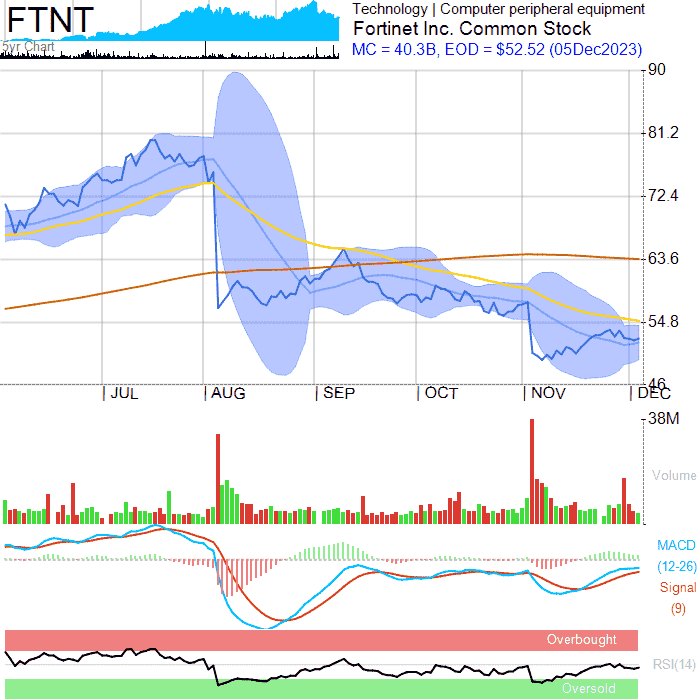 FTNT
5yr Chart
Technology | Computer peripheral equipment
Fortinet Inc. Common Stock
MC = 40.3B, EOD = $52.52 (05Dec2023)
90
81.2
72.4
63.6
54.8
46
JUL AUG SEP OCT NOV DEC
38M
Volume
MACD
(12-26)
Signal
(9)
Overbought
RSI(14)
Oversold